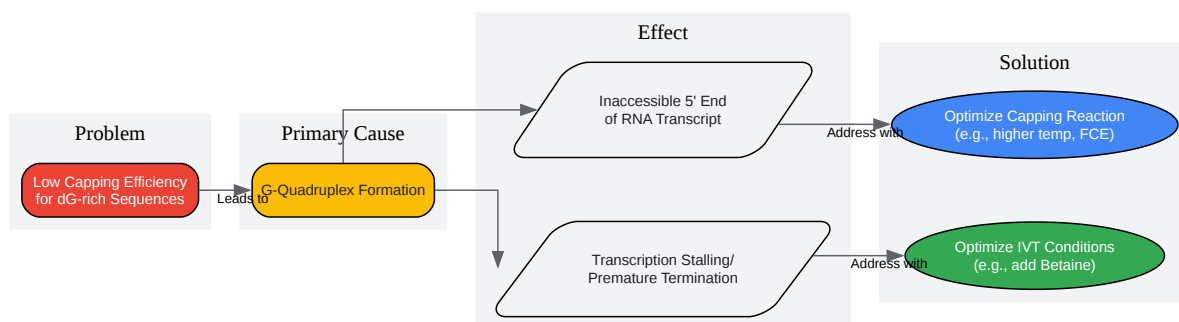 Problem
Low Capping Efficiency
for dG-rich Sequences
Leads to
Primary Cause
G-Quadruplex Formation
Effect
Inaccessible 5' End
of RNA Transcript
Transcription Stalling/
Premature Termination
Address with
Address with
Solution
Optimize Capping Reaction
(e.g., higher temp, FCE)
Optimize IVT Conditions
(e.g., add Betaine)